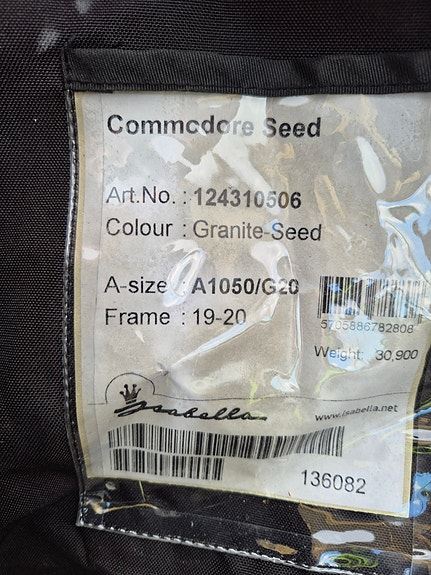 Commodore Seed
Art.No. : 124310506
Colour : Granite-Seed
A-size : A1050/G20
Frame : 19-20
5705886782808
Weight: 30,900
Isabella
www.isabella.net
136082